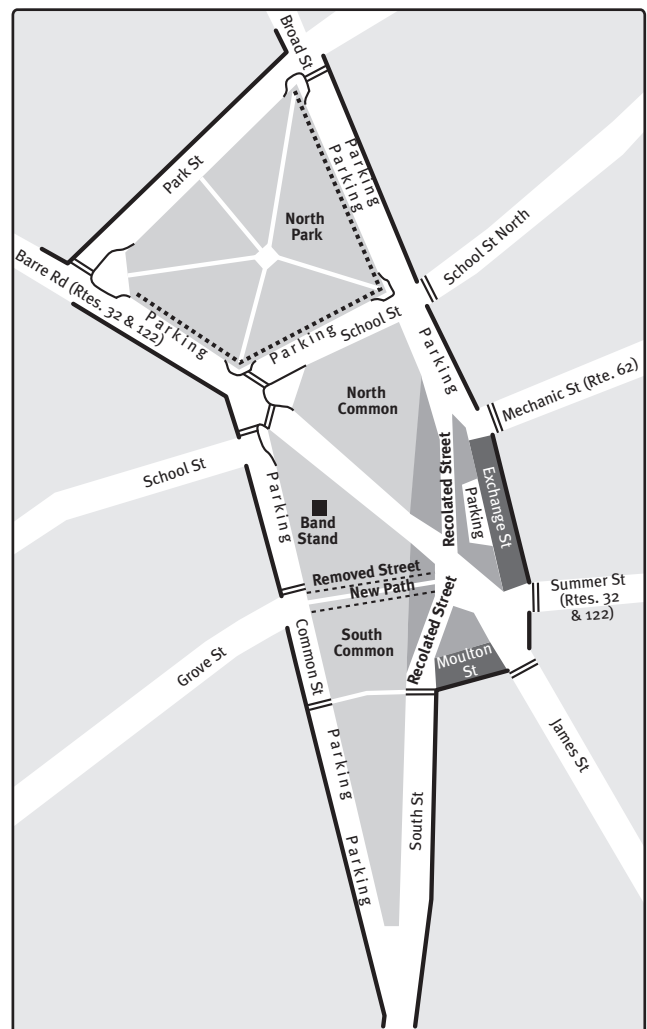 Broad St
Parking
Parking
Park St
North
Park
School St North
Barre Rd (Rtes. 32 & 122)
Parking
Parking
School St
Parking
Mechanic St (Rte. 62)
North
Common
School St
Parking
Recolated Street
Parking
Exchange St
Band
Stand
Removed Street
New Path
Summer St
(Rtes. 32
& 122)
Grove St
Common St
South
Common
Recolated Street
Moulton
St
James St
Parking
Parking
South St